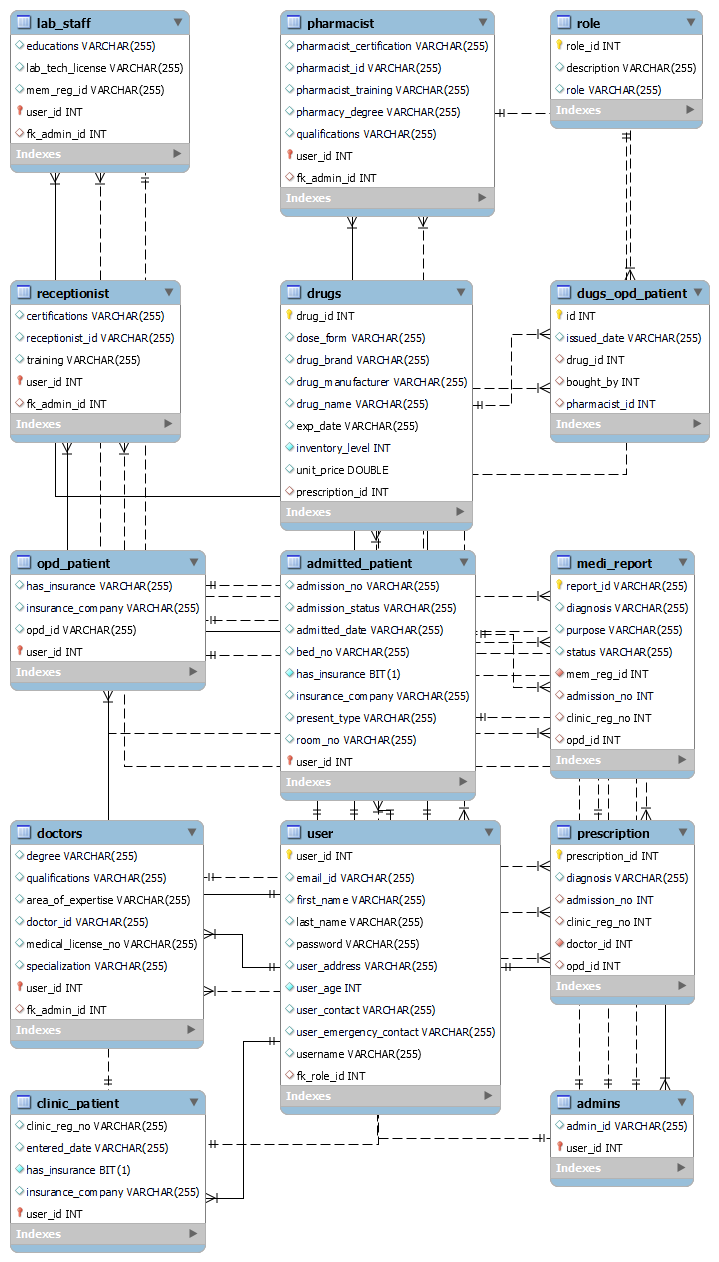 lab_staff
educations VARCHAR(255)
lab_tech_license VARCHAR(255)
mem_reg_id VARCHAR(255)
user_id INT
fk_admin_id INT
Indexes
pharmacist
pharmacist_certification VARCHAR(255)
pharmacist_id VARCHAR(255)
pharmacist_training VARCHAR(255)
pharmacy_degree VARCHAR(255)
qualifications VARCHAR(255)
user_id INT
fk_admin_id INT
Indexes
role
role_id INT
description VARCHAR(255)
role VARCHAR(255)
Indexes
receptionist
certifications VARCHAR(255)
receptionist_id VARCHAR(255)
training VARCHAR(255)
user_id INT
fk_admin_id INT
Indexes
drugs
drug_id INT
dose_form VARCHAR(255)
drug_brand VARCHAR(255)
drug_manufacturer VARCHAR(255)
drug_name VARCHAR(255)
exp_date VARCHAR(255)
inventory_level INT
unit_price DOUBLE
prescription_id INT
Indexes
dugs_opd_patient
id INT
issued_date VARCHAR(255)
drug_id INT
bought_by INT
pharmacist_id INT
Indexes
opd_patient
has_insurance VARCHAR(255)
insurance_company VARCHAR(255)
opd_id VARCHAR(255)
user_id INT
Indexes
admitted_patient
admission_no VARCHAR(255)
admission_status VARCHAR(255)
admitted_date VARCHAR(255)
bed_no VARCHAR(255)
has_insurance BIT(1)
insurance_company VARCHAR(255)
present_type VARCHAR(255)
room_no VARCHAR(255)
user_id INT
Indexes
medi_report
report_id VARCHAR(255)
diagnosis VARCHAR(255)
purpose VARCHAR(255)
status VARCHAR(255)
mem_reg_id INT
admission_no INT
clinic_reg_no INT
opd_id INT
Indexes
doctors
degree VARCHAR(255)
qualifications VARCHAR(255)
area_of_expertise VARCHAR(255)
doctor_id VARCHAR(255)
medical_license_no VARCHAR(255)
specialization VARCHAR(255)
user_id INT
fk_admin_id INT
Indexes
user
user_id INT
email_id VARCHAR(255)
first_name VARCHAR(255)
last_name VARCHAR(255)
password VARCHAR(255)
user_address VARCHAR(255)
user_age INT
user_contact VARCHAR(255)
user_emergency_contact VARCHAR(255)
username VARCHAR(255)
fk_role_id INT
Indexes
prescription
prescription_id INT
diagnosis VARCHAR(255)
admission_no INT
clinic_reg_no INT
doctor_id INT
opd_id INT
Indexes
clinic_patient
clinic_reg_no VARCHAR(255)
entered_date VARCHAR(255)
has_insurance BIT(1)
insurance_company VARCHAR(255)
user_id INT
Indexes
admins
admin_id VARCHAR(255)
user_id INT
Indexes